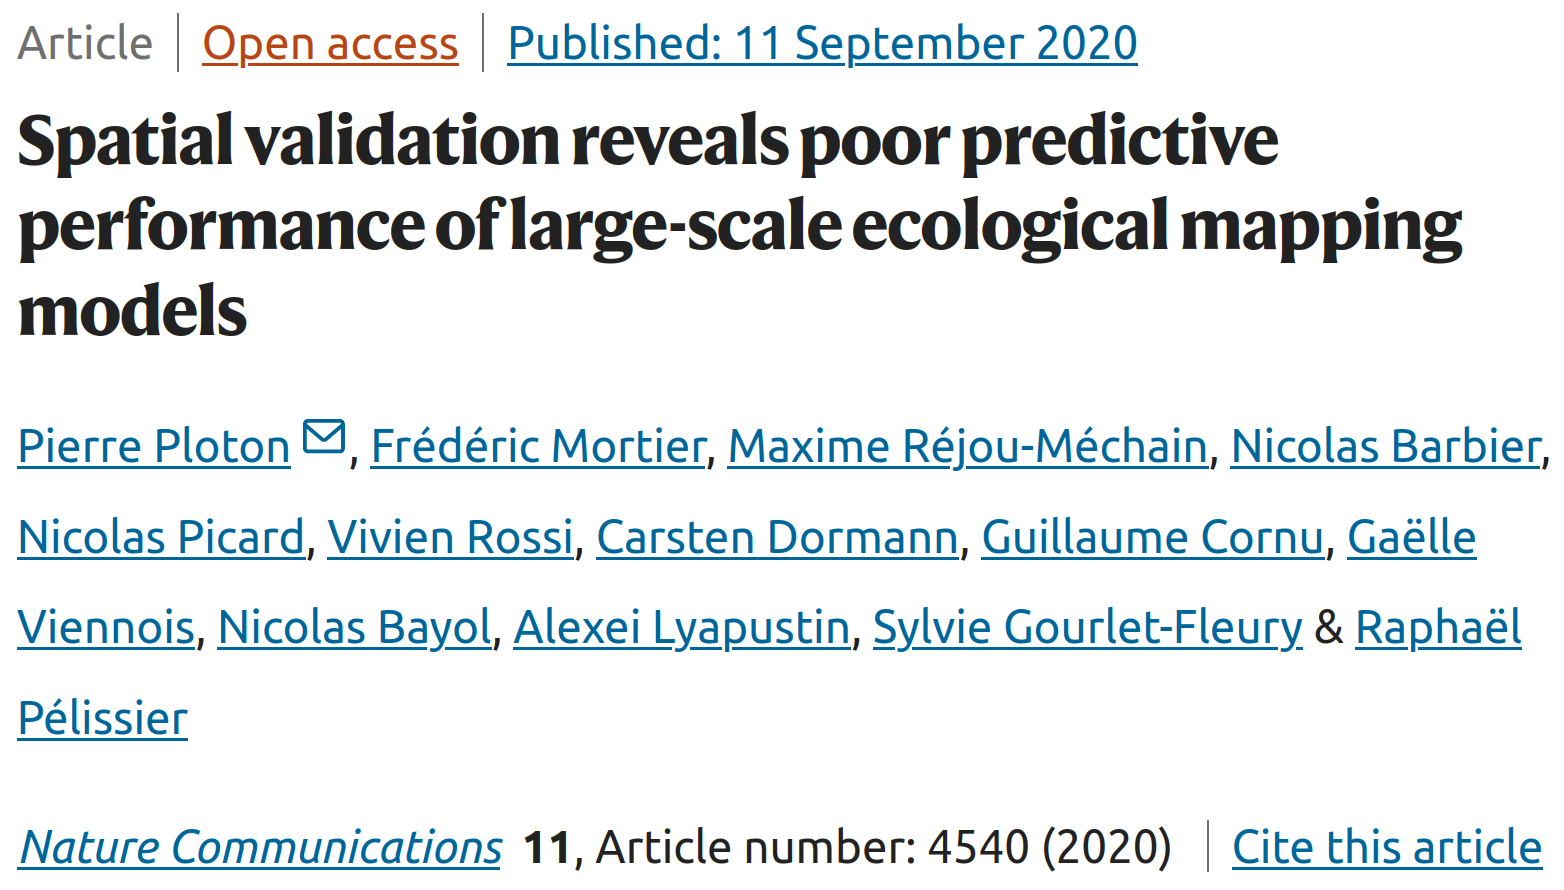 Article | Open access | Published: 11 September 2020
Spatial validation reveals poor predictive
performance of large-scale ecological mapping
models
Pierre Ploton, Frédéric Mortier, Maxime Réjou-Méchain, Nicolas Barbier,
Nicolas Picard, Vivien Rossi, Carsten Dormann, Guillaume Cornu, Gaëlle
Viennois, Nicolas Bayol, Alexei Lyapustin, Sylvie Gourlet-Fleury & Raphaël
Pélissier
Nature Communications 11, Article number: 4540 (2020) | Cite this article